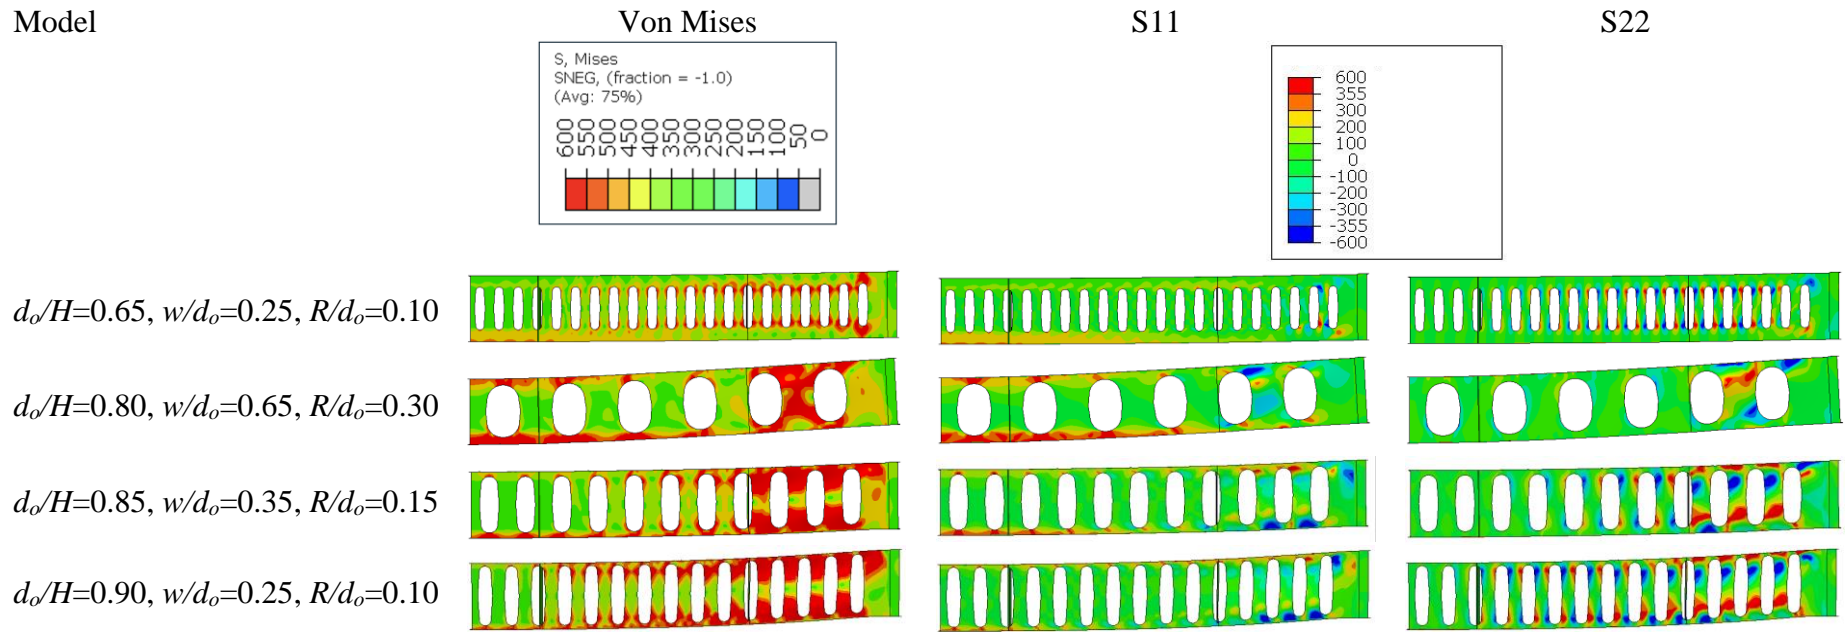 Model Von Mises S11 S22
S, Mises
SNEG, (fraction = -1.0)
(Avg: 75%)
600 550 500 450 400 350 300 250 200 150 100 50 0
600
355
300
200
100
0
-100
-200
-300
-355
-600
do/H=0.65, w/do=0.25, R/do=0.10
do/H=0.80, w/do=0.65, R/do=0.30
do/H=0.85, w/do=0.35, R/do=0.15
do/H=0.90, w/do=0.25, R/do=0.10